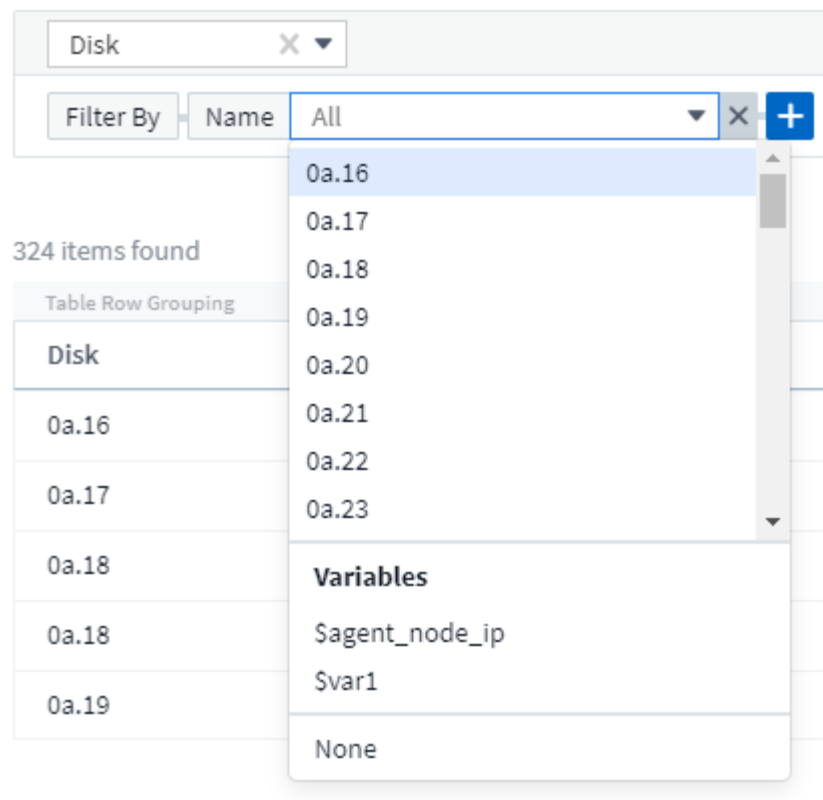 Disk
Filter By Name All
0a.16
0a.17
0a.18
0a.19
0a.20
0a.21
0a.22
0a.23
Variables
$agent_node_ip
$var1
None
324 items found
Table Row Grouping
Disk
0a.16
0a.17
0a.18
0a.18
0a.19